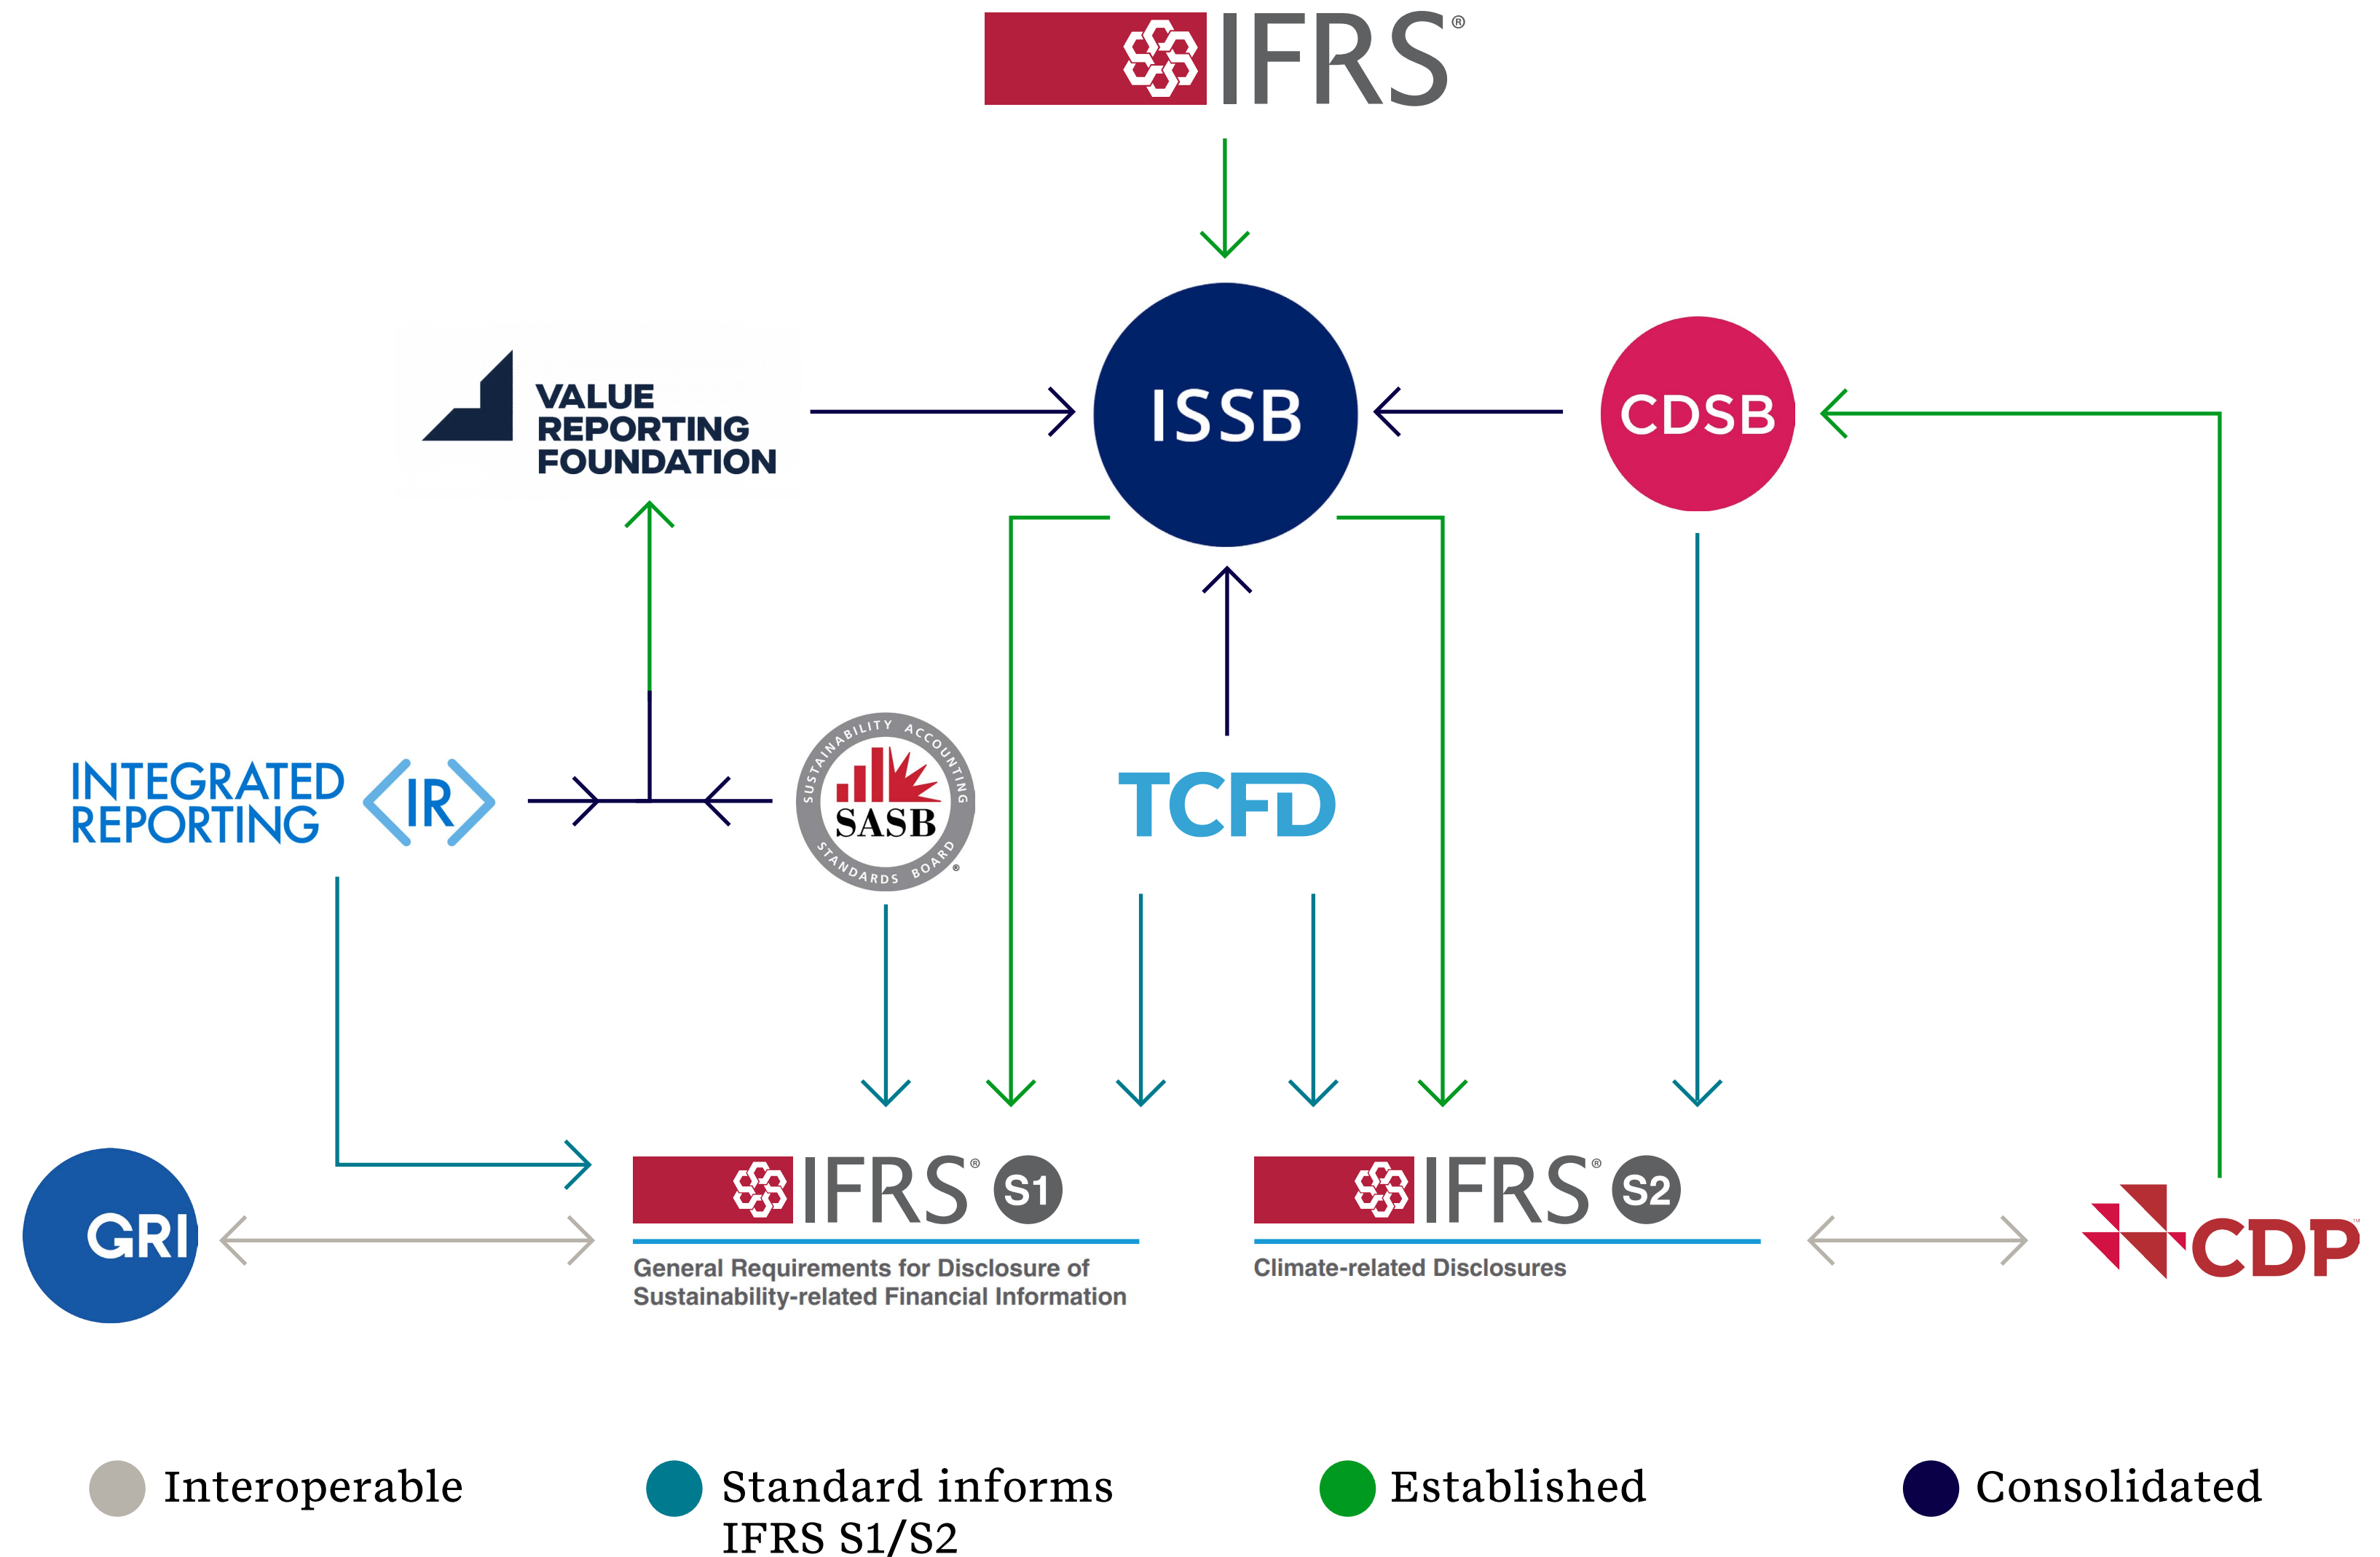 IFRS®
VALUE
REPORTING
FOUNDATION
ISSB
CDSB
INTEGRATED
REPORTING
<IR>
SUSTAINABILITY ACCOUNTING
SASB
STANDARDS BOARD ®
TCFD
GRI
IFRS® S1
General Requirements for Disclosure of
Sustainability-related Financial Information
IFRS® S2
Climate-related Disclosures
CDP™
Interoperable
Standard informs
IFRS S1/S2
Established
Consolidated